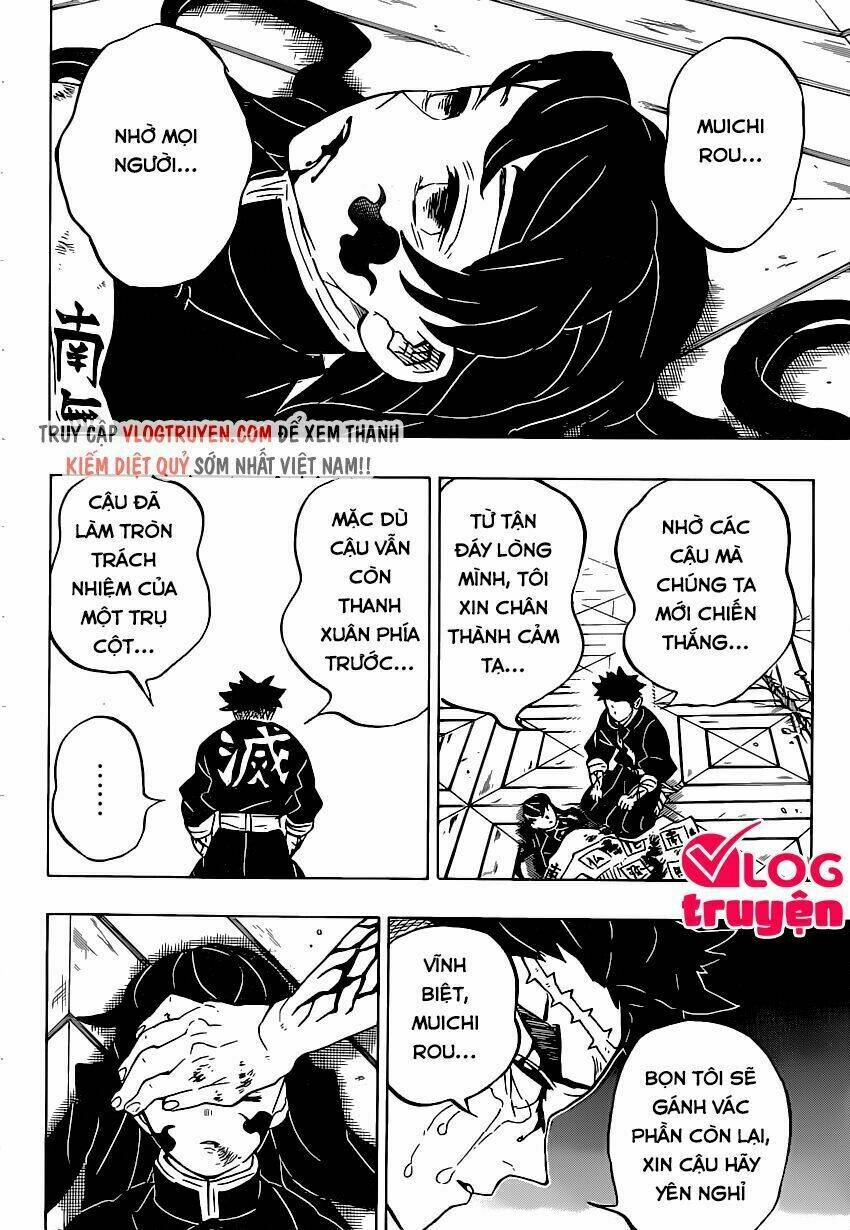 MUICHI
ROU...
NHỜ MỌI
NGƯỜI...
南
TRUY CẬP VLOGTRUYEN.COM ĐỂ XEM THANH
KIẾM DIỆT QUỶ SỚM NHẤT VIỆT NAM!!
NHỜ CÁC
CẬU MÀ
CHÚNG TA
MỚI CHIẾN
THẮNG...
TỪ TẬN
ĐÁY LÒNG
MÌNH, TÔI
XIN CHÂN
THÀNH CẢM
TẠ...
MẶC DÙ
CẬU VẪN
CÒN
THANH
XUÂN PHÍA
TRƯỚC...
CẬU ĐÃ
LÀM TRÒN
TRÁCH
NHIỆM CỦA
MỘT TRỤ
CỘT...
......
滅
VLOG
truyện
BỌN TÔI SẼ
GÁNH VÁC
PHẦN CÒN LẠI,
XIN CẬU HÃY
YÊN NGHỈ
VĨNH
BIỆT,
MUICHI
ROU...